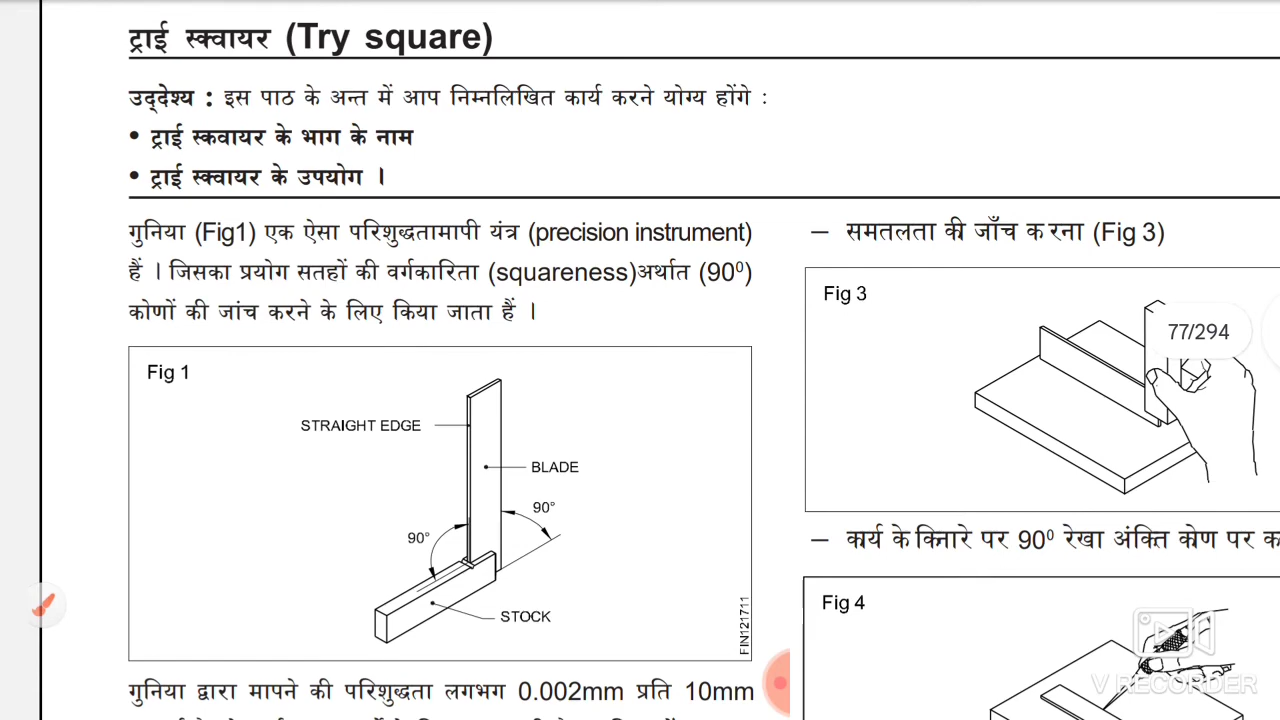 ट्राई स्क्वायर (Try square)
उद्देश्य : इस पाठ के अन्त में आप निम्नलिखित कार्य करने योग्य होंगे :
• ट्राई स्कवायर के भाग के नाम
• ट्राई स्क्वायर के उपयोग ।
गुनिया (Fig1) एक ऐसा परिशुद्धतामापी यंत्र (precision instrument)
हैं । जिसका प्रयोग सतहों की वर्गकारिता (squareness)अर्थात (90⁰)
कोणों की जांच करने के लिए किया जाता हैं ।
Fig 1
STRAIGHT EDGE
BLADE
90°
90°
STOCK
FIN121711
गुनिया द्वारा मापने की परिशुद्धता लगभग 0.002mm प्रति 10mm
– समतलता की जाँच करना (Fig 3)
Fig 3
77/294
– कार्य के किनारे पर 90⁰ रेखा अंकित कोण पर
Fig 4
V RECORDER